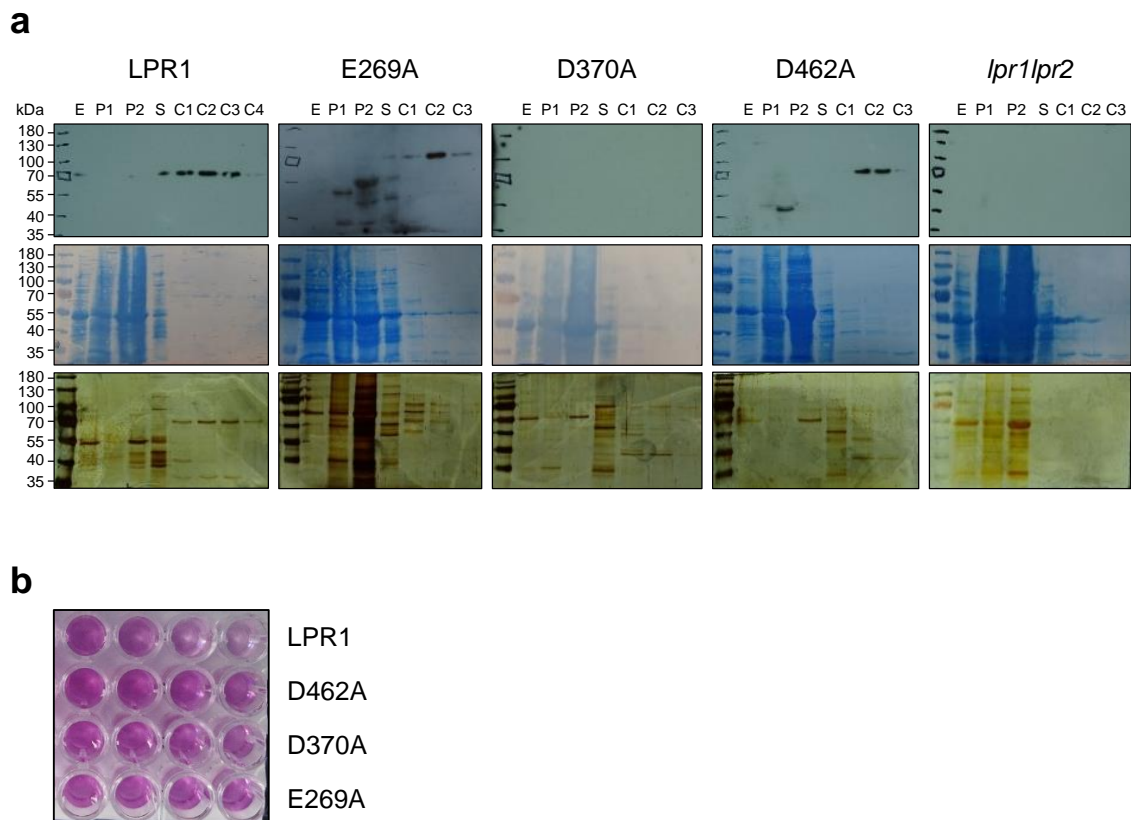 a
LPR1 E269A D370A D462A lpr1lpr2
kDa E P1 P2 S C1 C2 C3 C4 E P1 P2 S C1 C2 C3 E P1 P2 S C1 C2 C3 E P1 P2 S C1 C2 C3 E P1 P2 S C1 C2 C3
180
130
100
70
55
40
35
180
130
100
70
55
40
35
180
130
100
70
55
40
35
b
LPR1
D462A
D370A
E269A